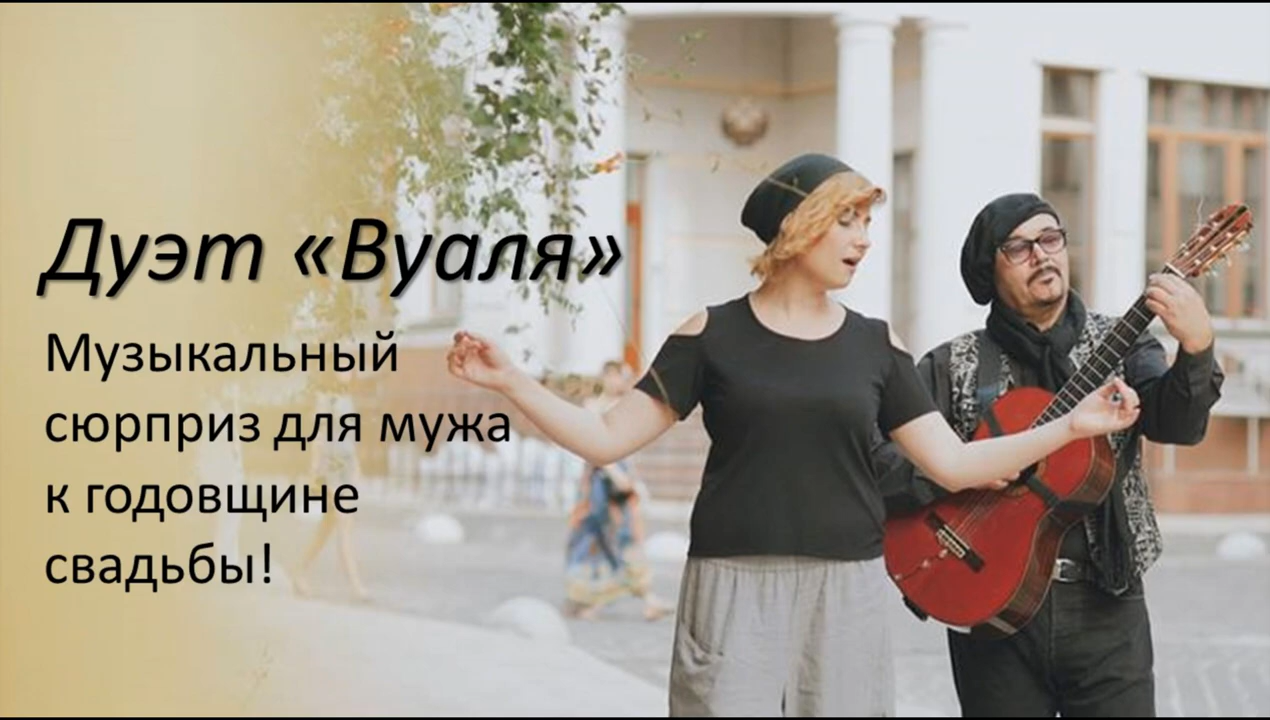 Дуэт «Вуаля»
Музыкальный
сюрприз для мужа
к годовщине
свадьбы!